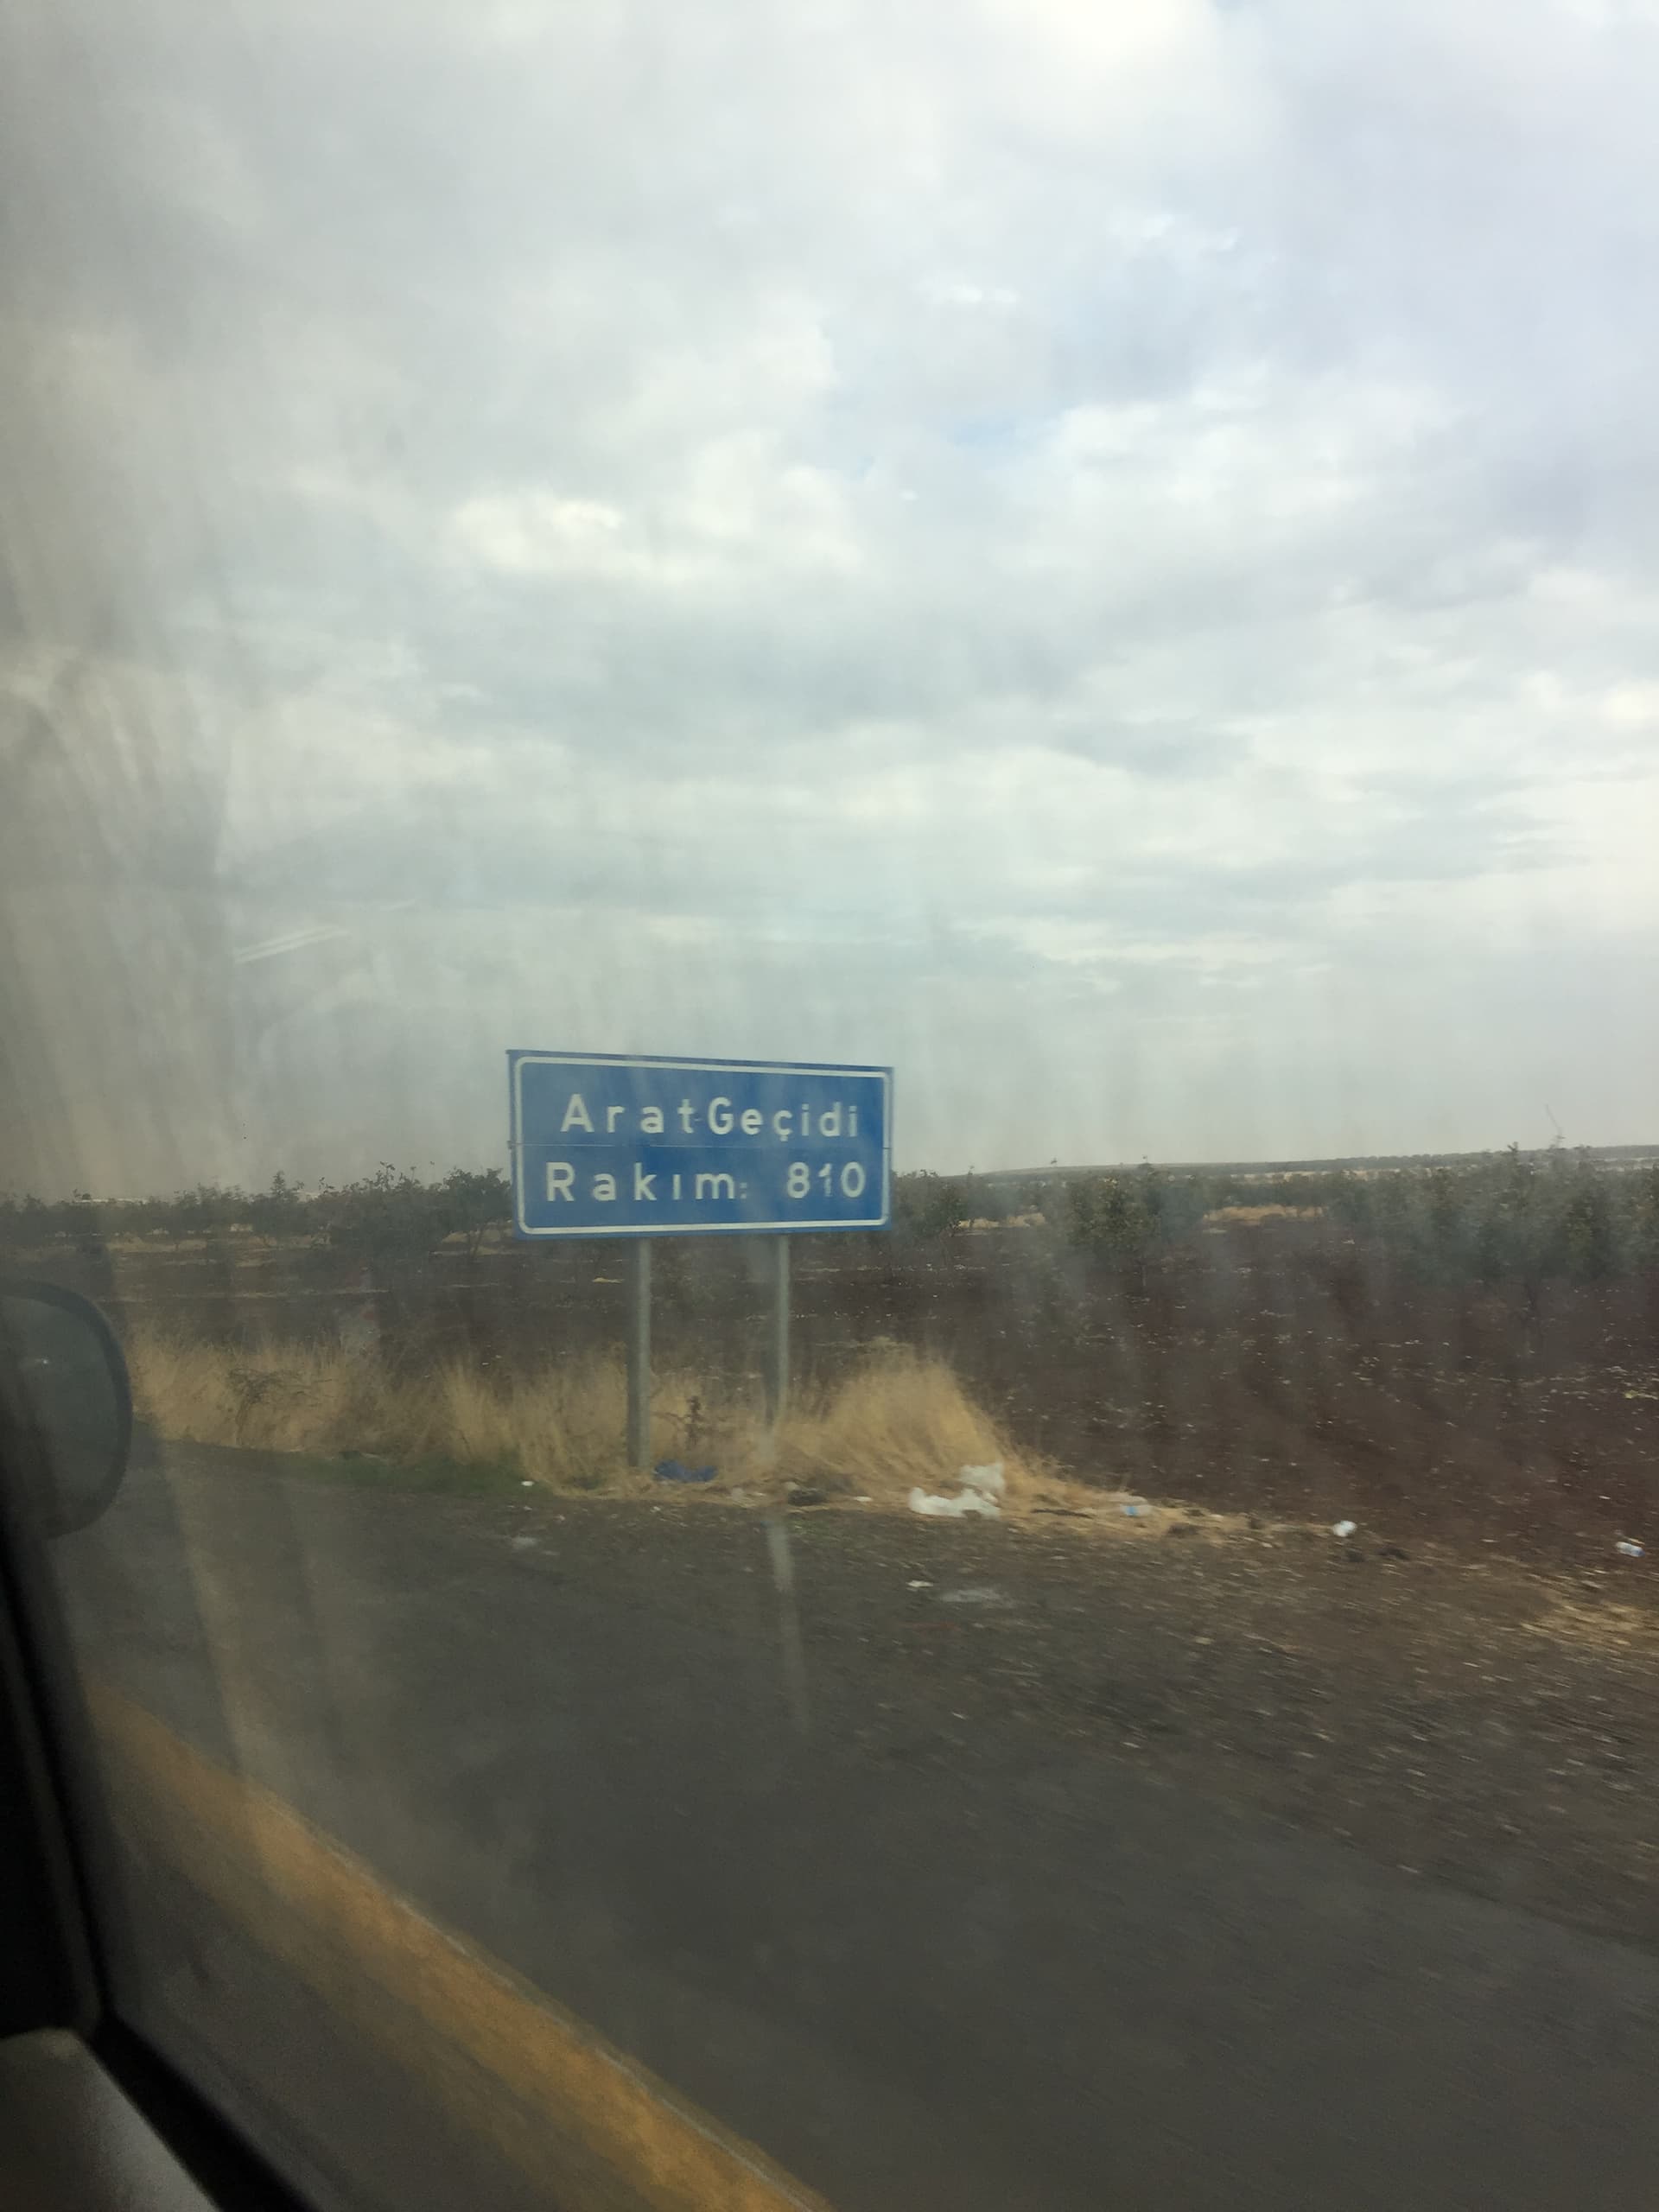 Arat Geçidi
Rakım: 810